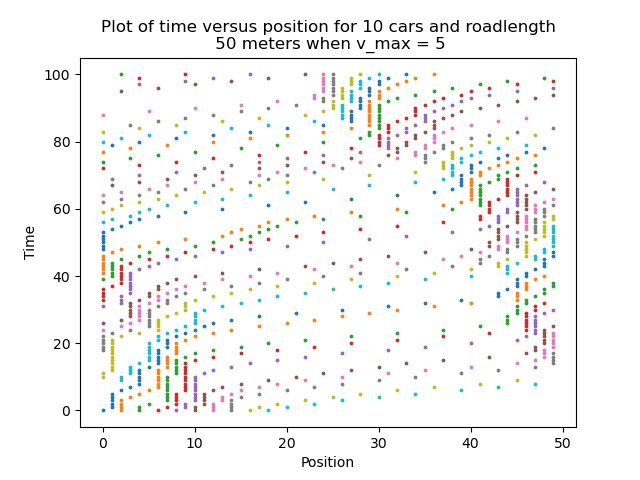 Plot of time versus position for 10 cars and roadlength
50 meters when v_max = 5
100
80
60
40
20
0
Time
0 10 20 30 40 50
Position